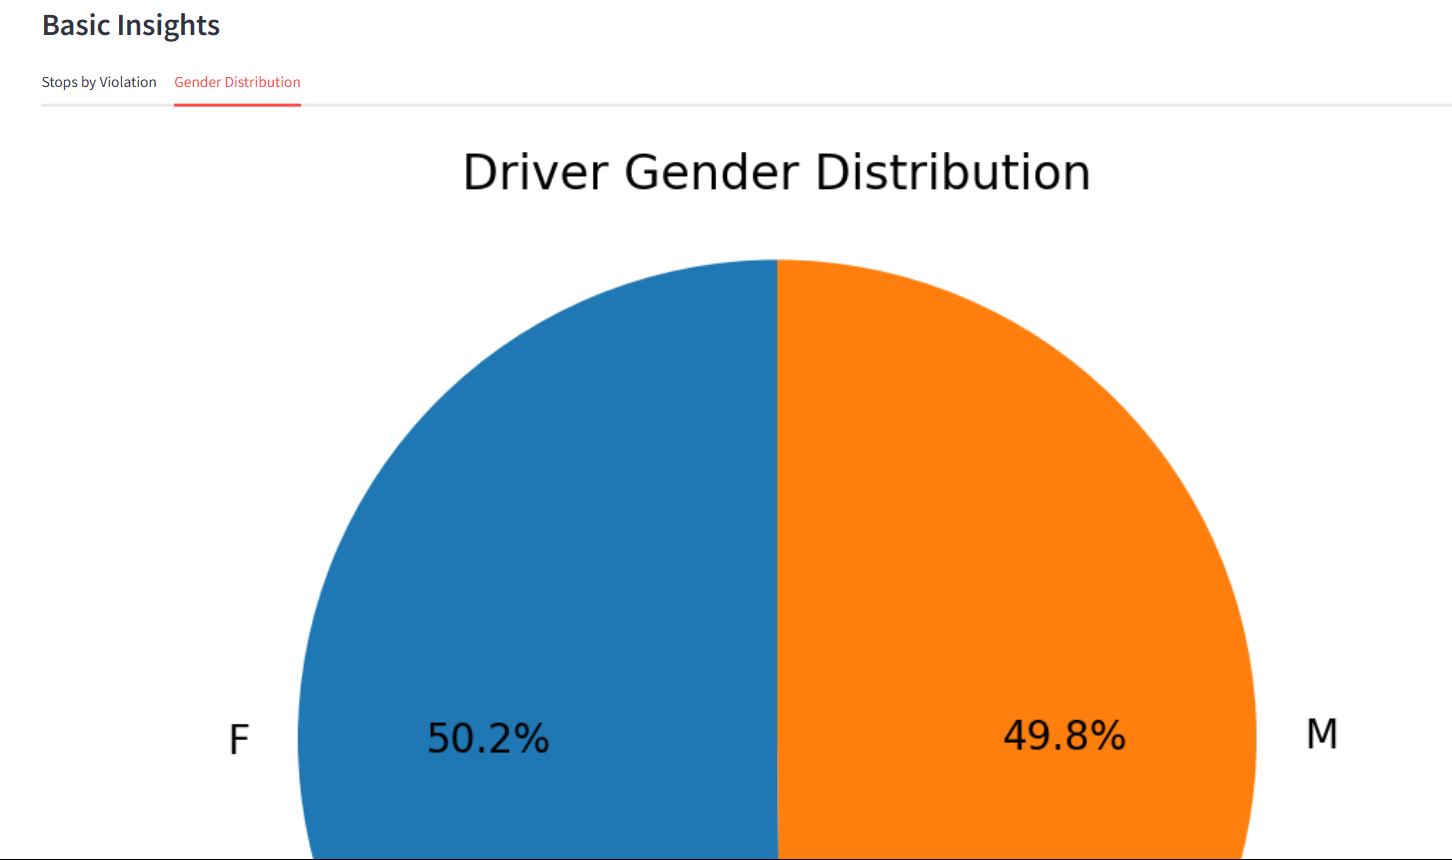 Basic Insights
Stops by Violation Gender Distribution
Driver Gender Distribution
F 50.2% 49.8% M